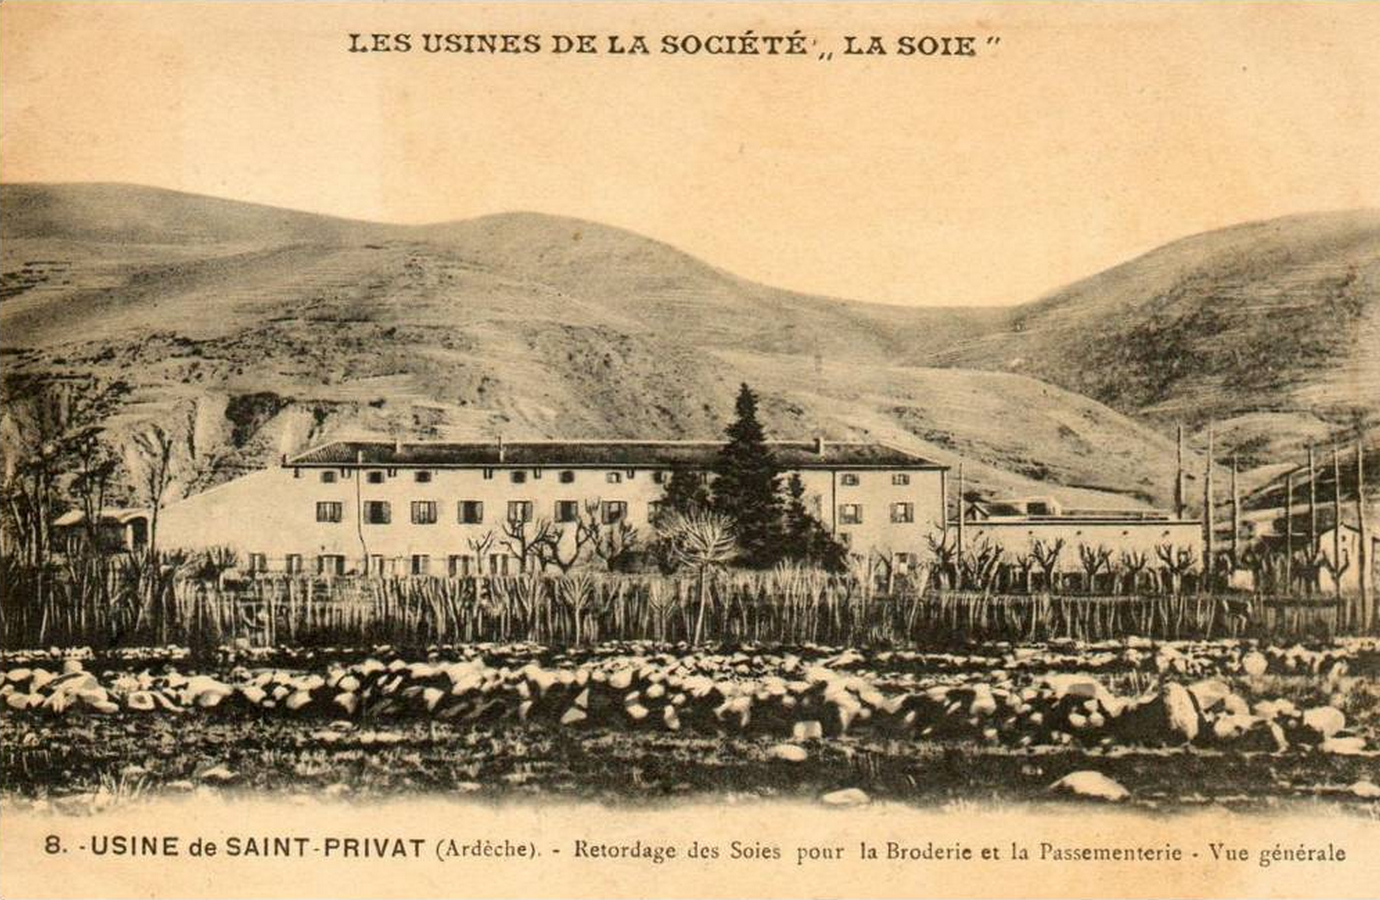 LES USINES DE LA SOCIÉTÉ „ LA SOIE ”
8. - USINE de SAINT-PRIVAT (Ardèche). - Retordage des Soies pour la Broderie et la Passementerie - Vue générale